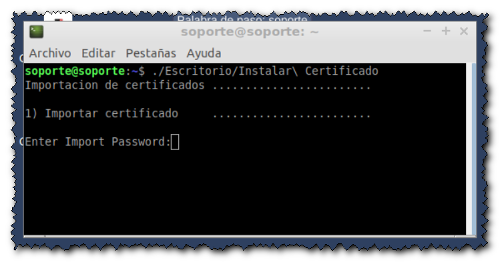 Palabra de paso: soporte
soporte@soporte: ~
Archivo Editar Pestañas Ayuda
soporte@soporte:~$ ./Escritorio/Instalar\ Certificado
Importacion de certificados ........................
1) Importar certificado ........................
Enter Import Password: